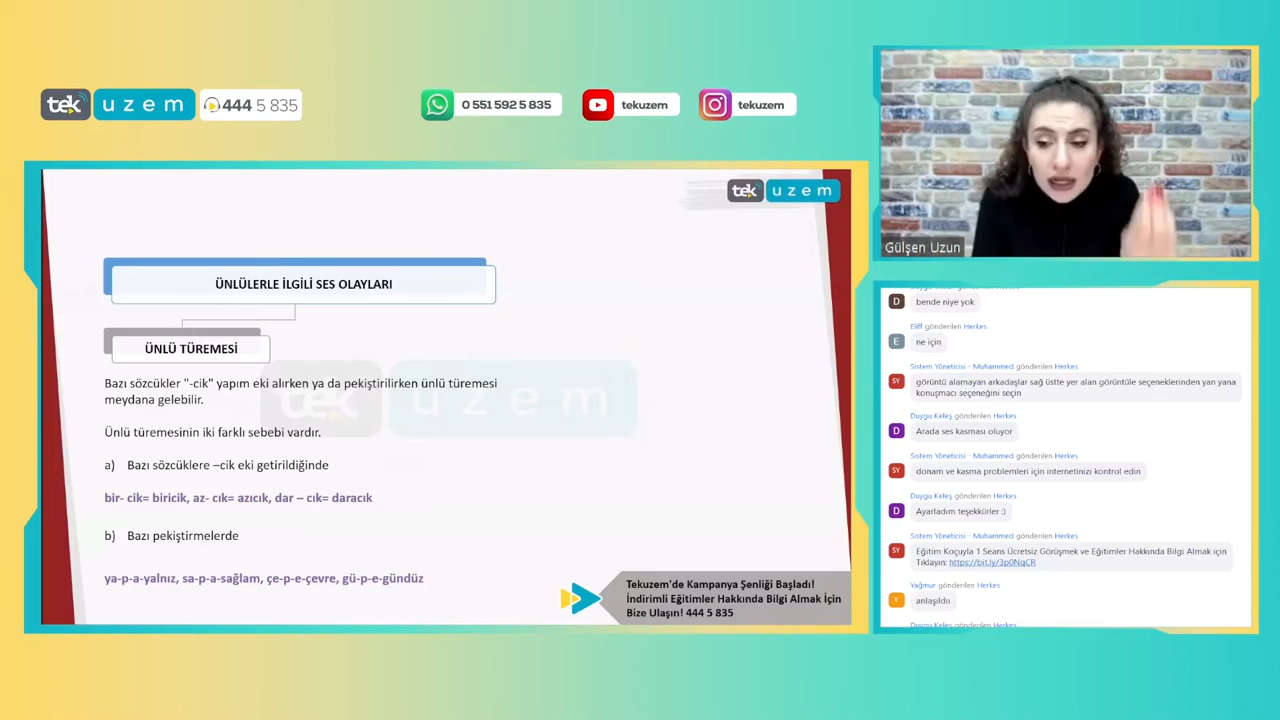 tek uzem 444 5 835
0 551 592 5 835
tekuzem
tekuzem
tek uzem
ÜNLÜLERLE İLGİLİ SES OLAYLARI
ÜNLÜ TÜREMESİ
Bazı sözcükler "-cik" yapım eki alırken ya da pekiştirilirken ünlü türemesi
meydana gelebilir.
tek uzem
Ünlü türemesinin iki farklı sebebi vardır.
a) Bazı sözcüklere –cik eki getirildiğinde
bir- cik= biricik, az- cık= azıcık, dar – cık= daracık
b) Bazı pekiştirmelerde
ya-p-a-yalnız, sa-p-a-sağlam, çe-p-e-çevre, gü-p-e-gündüz
Tekuzem'de Kampanya Şenliği Başladı!
İndirimli Eğitimler Hakkında Bilgi Almak İçin
Bize Ulaşın! 444 5 835
Gülşen Uzun
D bende niye yok
Eliff gönderilen Herkes
E ne için
Sistem Yöneticisi - Muhammed gönderilen Herkes
SY görüntü alamayan arkadaşlar sağ üstte yer alan görüntüle seçeneklerinden yan yana
konuşmacı seçeneğini seçin
Duygu Keleş gönderilen Herkes
D Arada ses kasması oluyor
Sistem Yöneticisi - Muhammed gönderilen Herkes
SY donam ve kasma problemleri için internetinizi kontrol edin
Duygu Keleş gönderilen Herkes
D Ayarladım teşekkürler :)
Sistem Yöneticisi - Muhammed gönderilen Herkes
SY Eğitim Koçuyla 1 Seans Ücretsiz Görüşmek ve Eğitimler Hakkında Bilgi Almak için
Tıklayın: https://bit.ly/3p0NqCR
Yağmur gönderilen Herkes
Y anlaşıldıı
Duygu Keleş gönderilen Herkes